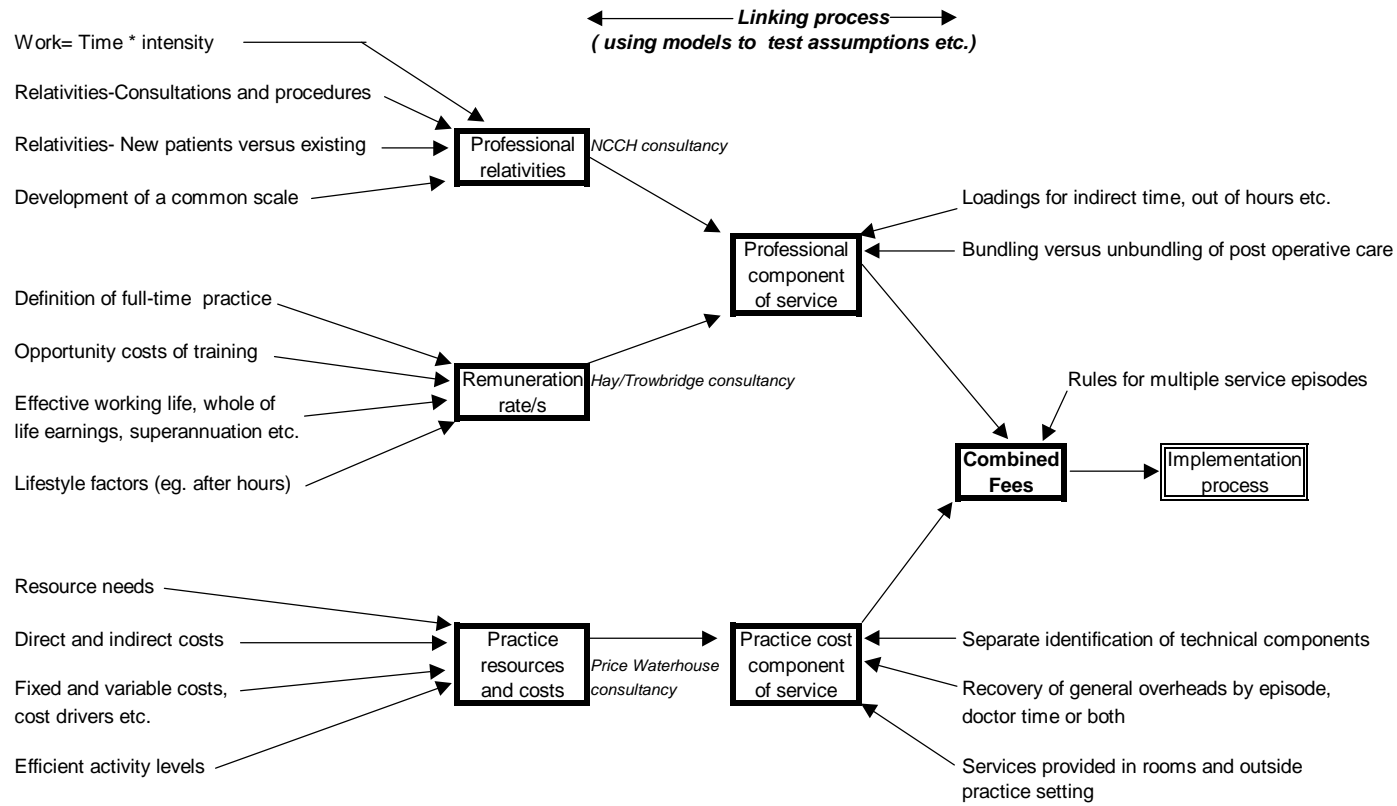 Linking process
( using models to  test assumptions etc.)
Work= Time * intensity
Relativities-Consultations and procedures
Relativities- New patients versus existing
Development of a common scale
Professional
relativities
NCCH consultancy
Loadings for indirect time, out of hours etc.
Bundling versus unbundling of post operative care
Professional
component
of service
Definition of full-time  practice
Opportunity costs of training
Effective working life, whole of
life earnings, superannuation etc.
Lifestyle factors (eg. after hours)
Remuneration
rate/s
Hay/Trowbridge consultancy
Rules for multiple service episodes
Combined
Fees
Implementation
process
Resource needs
Direct and indirect costs
Fixed and variable costs,
cost drivers etc.
Efficient activity levels
Practice
resources
and costs
Price Waterhouse
consultancy
Practice cost
component
of service
Separate identification of technical components
Recovery of general overheads by episode,
doctor time or both
Services provided in rooms and outside
practice setting